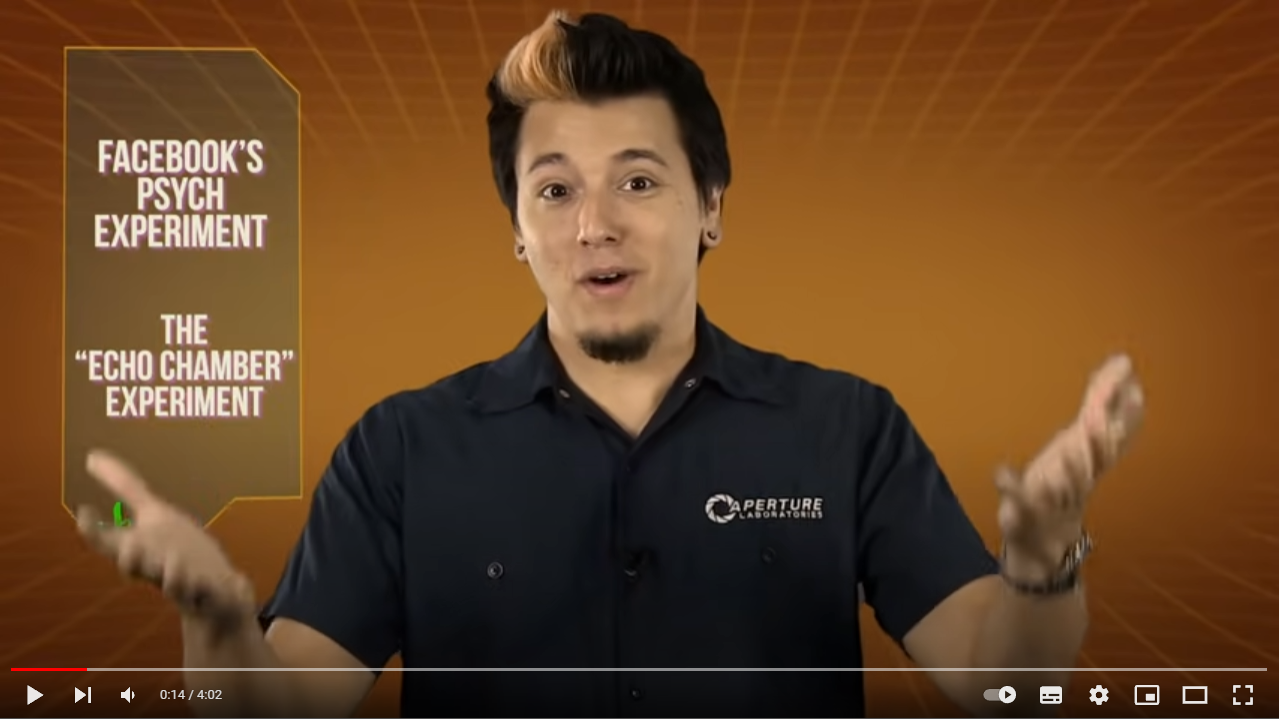 FACEBOOK'S
PSYCH
EXPERIMENT
THE
“ECHO CHAMBER”
EXPERIMENT
APERTURE
LABORATORIES
0:14 / 4:02